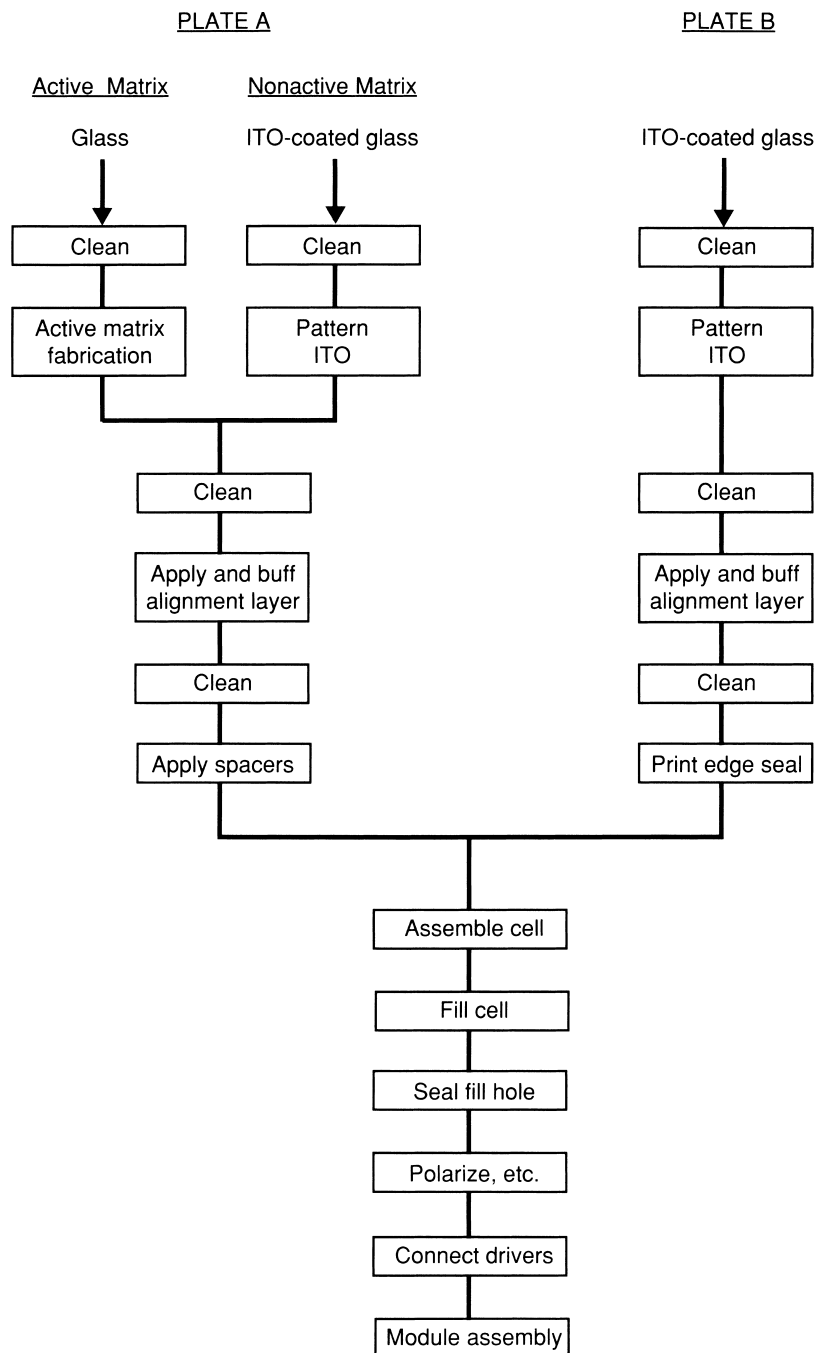 PLATE A
PLATE B
Active Matrix
Nonactive Matrix
Glass
ITO-coated glass
ITO-coated glass
Clean
Clean
Clean
Active matrix
fabrication
Pattern
ITO
Pattern
ITO
Clean
Clean
Apply and buff
alignment layer
Apply and buff
alignment layer
Clean
Clean
Apply spacers
Print edge seal
Assemble cell
Fill cell
Seal fill hole
Polarize, etc.
Connect drivers
Module assembly